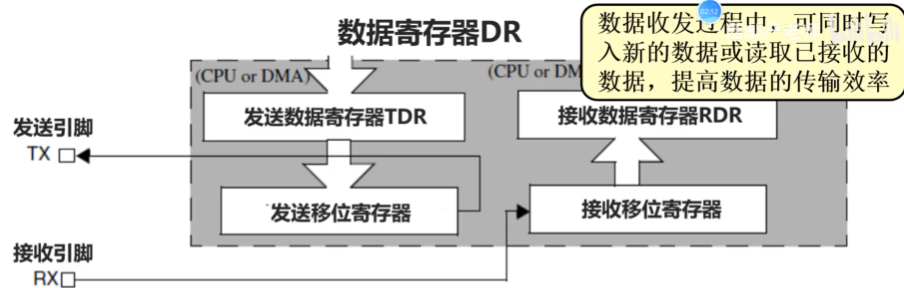 数据寄存器DR
数据收发过程中，可同时写
入新的数据或读取已接收的
数据，提高数据的传输效率
02:12
(CPU or DMA)
(CPU or DM
发送数据寄存器TDR
接收数据寄存器RDR
发送引脚
TX
发送移位寄存器
接收移位寄存器
接收引脚
RX